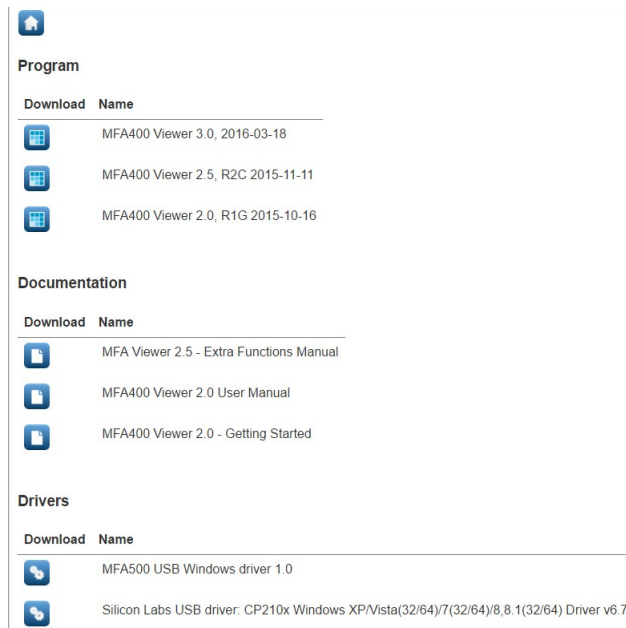 Program
Download Name
MFA400 Viewer 3.0, 2016-03-18
MFA400 Viewer 2.5, R2C 2015-11-11
MFA400 Viewer 2.0, R1G 2015-10-16
Documentation
Download Name
MFA Viewer 2.5 - Extra Functions Manual
MFA400 Viewer 2.0 User Manual
MFA400 Viewer 2.0 - Getting Started
Drivers
Download Name
MFA500 USB Windows driver 1.0
Silicon Labs USB driver: CP210x Windows XP/Vista(32/64)/7(32/64)/8,8.1(32/64) Driver v6.7